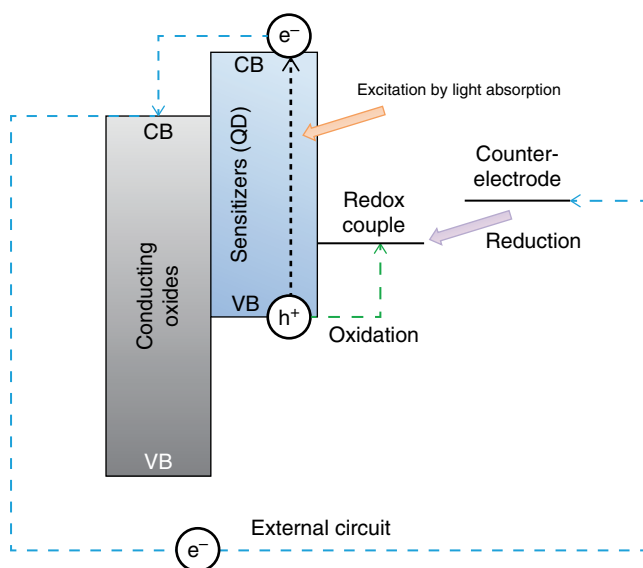 e⁻
CB
Excitation by light absorption
CB
Sensitizers (QD)
Counter-
electrode
Redox
couple
Reduction
Conducting
oxides
VB
h⁺
Oxidation
VB
External circuit
e⁻